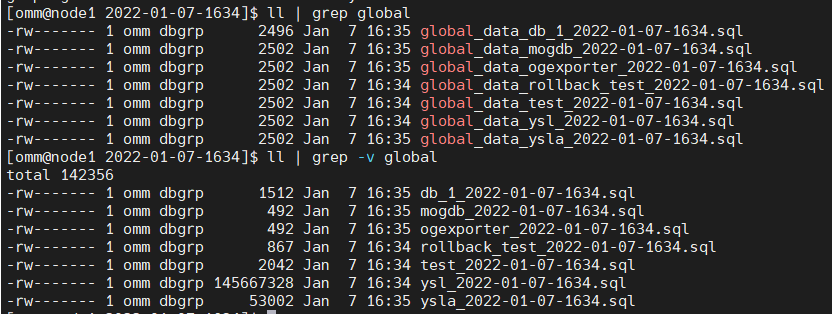 [omm@node1 2022-01-07-1634]$ ll | grep global
-rw------- 1 omm dbgrp      2496 Jan  7 16:35 global_data_db_1_2022-01-07-1634.sql
-rw------- 1 omm dbgrp      2502 Jan  7 16:35 global_data_mogdb_2022-01-07-1634.sql
-rw------- 1 omm dbgrp      2502 Jan  7 16:35 global_data_ogexporter_2022-01-07-1634.sql
-rw------- 1 omm dbgrp      2502 Jan  7 16:34 global_data_rollback_test_2022-01-07-1634.sql
-rw------- 1 omm dbgrp      2502 Jan  7 16:34 global_data_test_2022-01-07-1634.sql
-rw------- 1 omm dbgrp      2502 Jan  7 16:34 global_data_ysl_2022-01-07-1634.sql
-rw------- 1 omm dbgrp      2502 Jan  7 16:35 global_data_ysla_2022-01-07-1634.sql
[omm@node1 2022-01-07-1634]$ ll | grep -v global
total 142356
-rw------- 1 omm dbgrp      1512 Jan  7 16:35 db_1_2022-01-07-1634.sql
-rw------- 1 omm dbgrp       492 Jan  7 16:35 mogdb_2022-01-07-1634.sql
-rw------- 1 omm dbgrp       492 Jan  7 16:35 ogexporter_2022-01-07-1634.sql
-rw------- 1 omm dbgrp       867 Jan  7 16:34 rollback_test_2022-01-07-1634.sql
-rw------- 1 omm dbgrp      2042 Jan  7 16:34 test_2022-01-07-1634.sql
-rw------- 1 omm dbgrp 145667328 Jan  7 16:34 ysl_2022-01-07-1634.sql
-rw------- 1 omm dbgrp     53002 Jan  7 16:35 ysla_2022-01-07-1634.sql